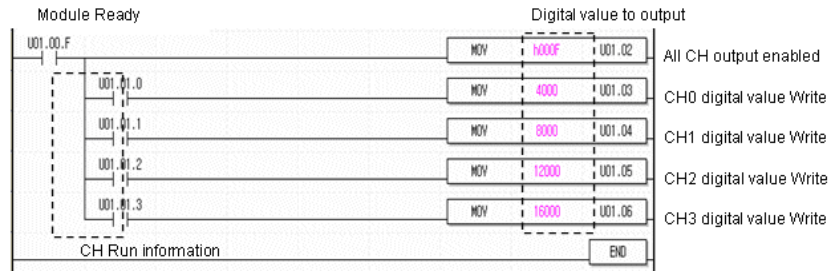 Module Ready Digital value to output
U01.00.F MOV h000F U01.02 All CH output enabled
U01.01.0 MOV 4000 U01.03 CH0 digital value Write
U01.01.1 MOV 8000 U01.04 CH1 digital value Write
U01.01.2 MOV 12000 U01.05 CH2 digital value Write
U01.01.3 MOV 16000 U01.06 CH3 digital value Write
CH Run information END